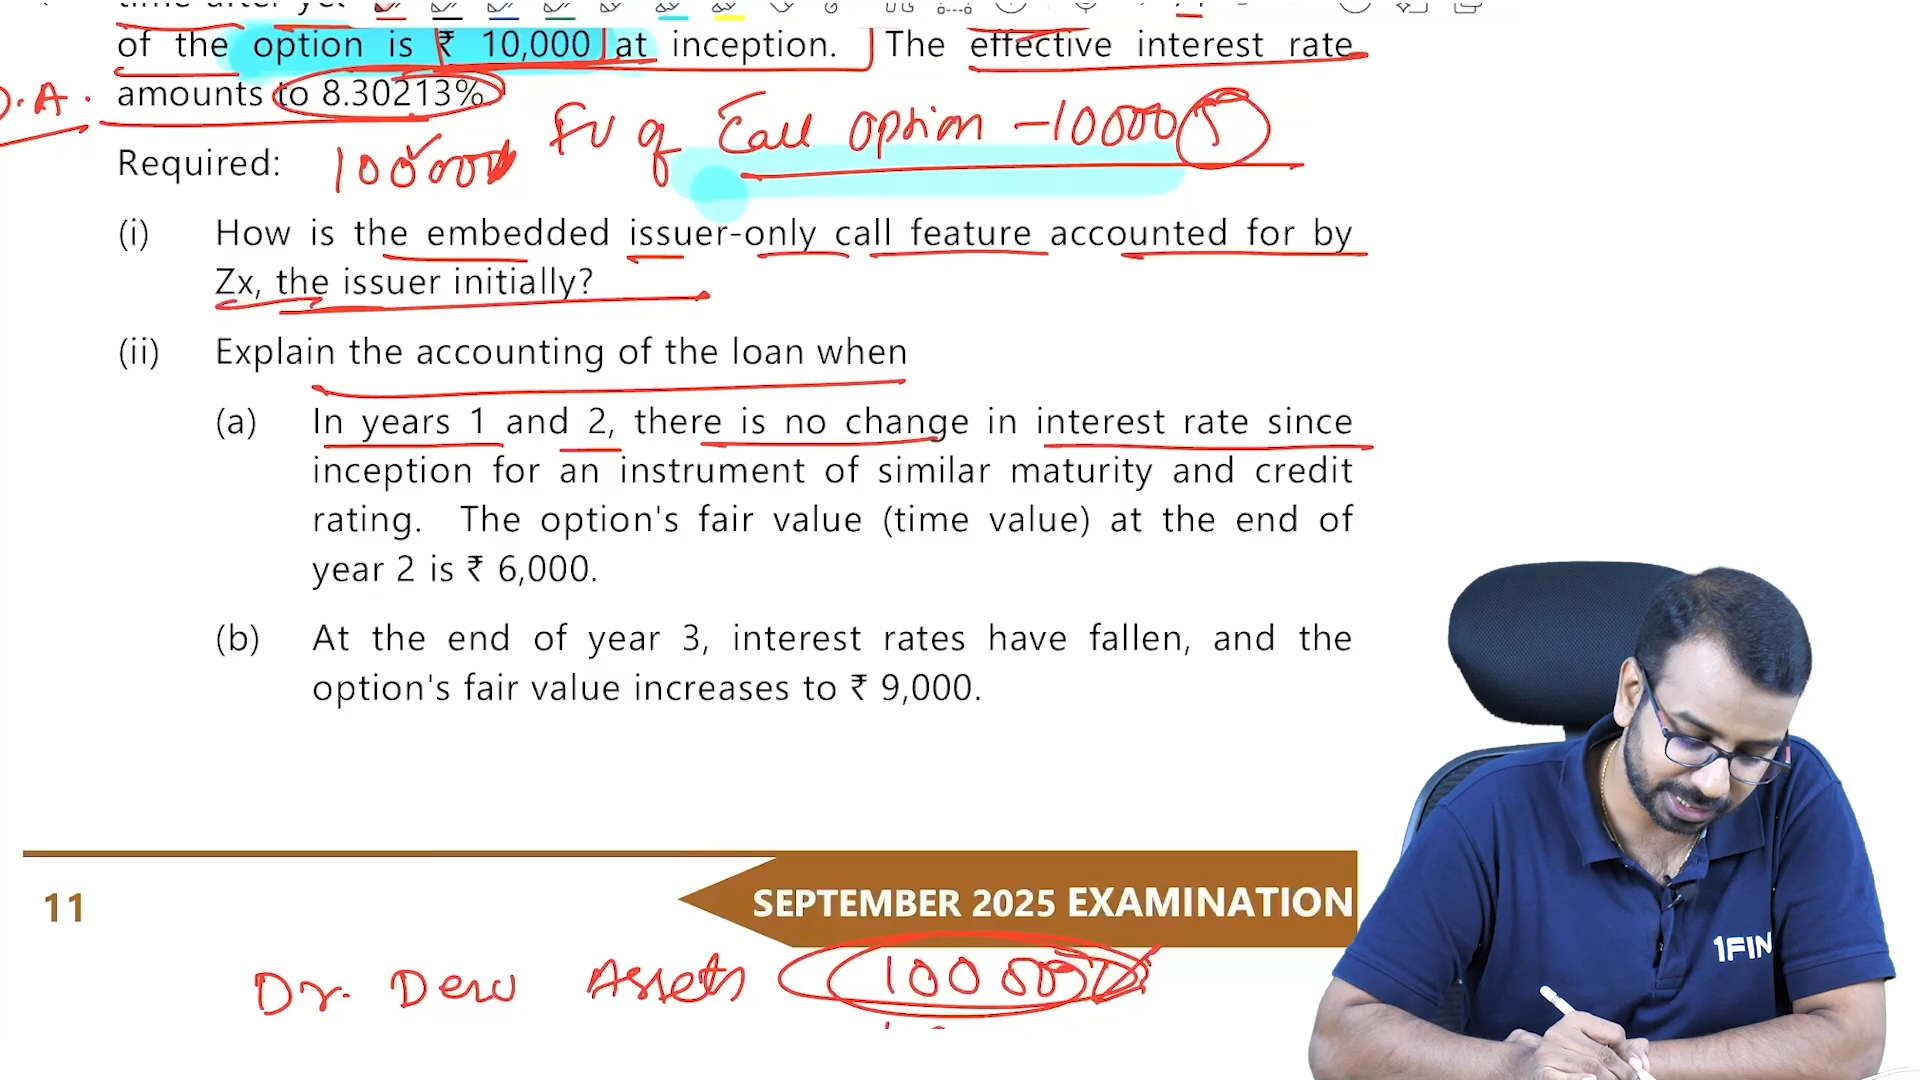 time after yet
of the option is ₹ 10,000 at inception. The effective interest rate
D.A. amounts to 8.30213%
FV of Call option - 10000
Required: 
(i) How is the embedded issuer-only call feature accounted for by
Zx, the issuer initially?
(ii) Explain the accounting of the loan when
(a) In years 1 and 2, there is no change in interest rate since
inception for an instrument of similar maturity and credit
rating. The option's fair value (time value) at the end of
year 2 is ₹ 6,000.
(b) At the end of year 3, interest rates have fallen, and the
option's fair value increases to ₹ 9,000.
11
SEPTEMBER 2025 EXAMINATION
Dr. Deri Assets
1FIN